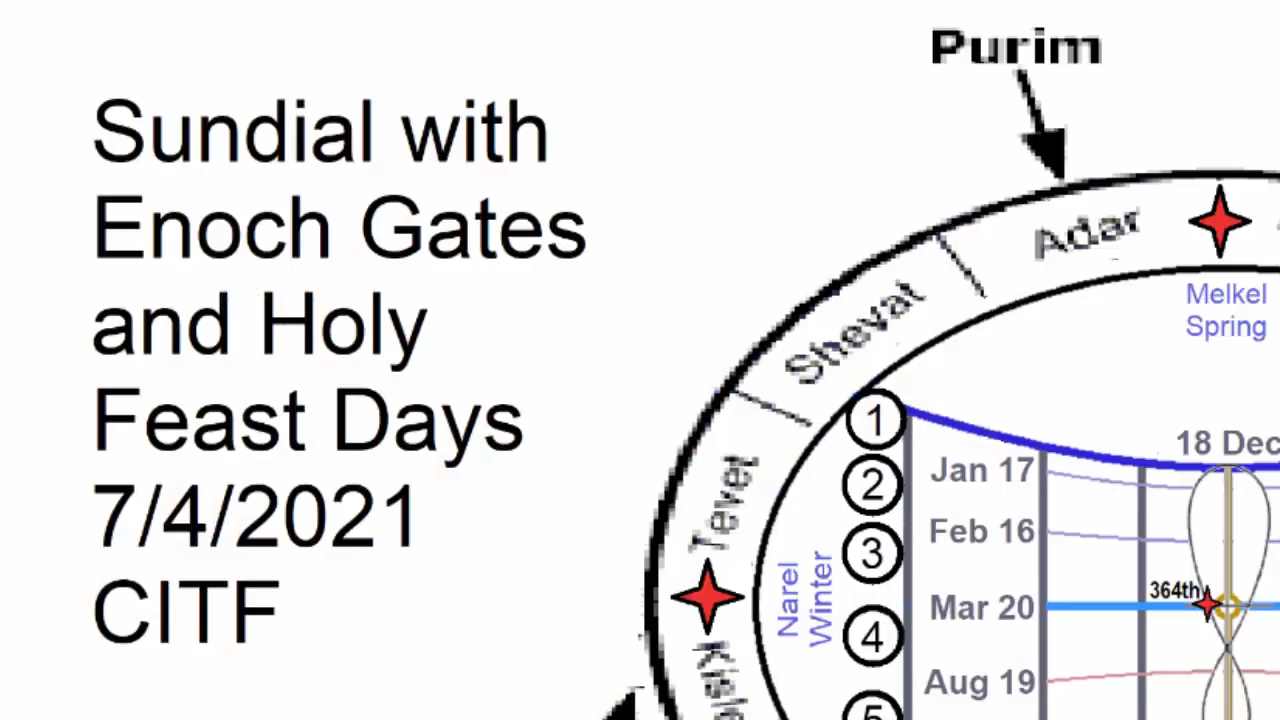 Sundial with
Enoch Gates
and Holy
Feast Days
7/4/2021
CITF
Purim
Adar
Shevat
Tevet
Melkel
Spring
Narel
Winter
1
2
3
4
5
18 Dec
Jan 17
Feb 16
364th
Mar 20
Aug 19